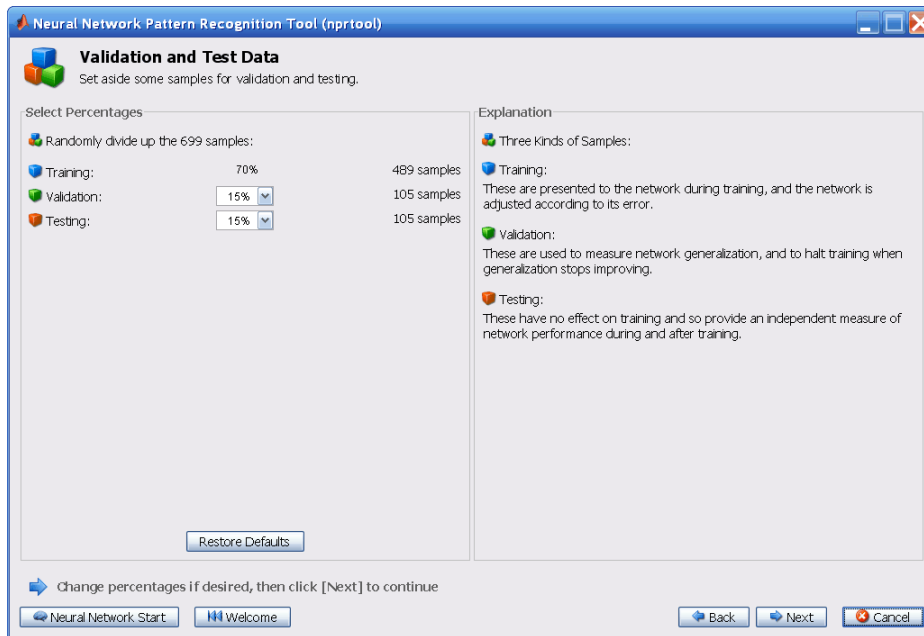 Neural Network Pattern Recognition Tool (nprtool)
Validation and Test Data
Set aside some samples for validation and testing.
Select Percentages
Randomly divide up the 699 samples:
Training: 70% 489 samples
Validation: 15% 105 samples
Testing: 15% 105 samples
Restore Defaults
Explanation
Three Kinds of Samples:
Training:
These are presented to the network during training, and the network is
adjusted according to its error.
Validation:
These are used to measure network generalization, and to halt training when
generalization stops improving.
Testing:
These have no effect on training and so provide an independent measure of
network performance during and after training.
Change percentages if desired, then click [Next] to continue
Neural Network Start Welcome Back Next Cancel